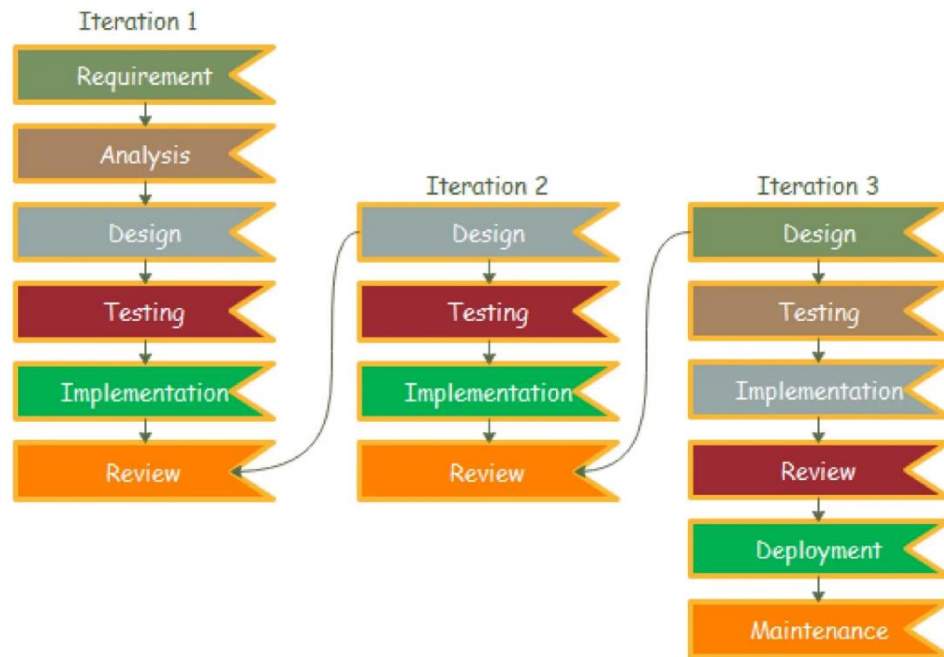 Iteration 1
Requirement
Analysis
Design
Testing
Implementation
Review
Iteration 2
Design
Testing
Implementation
Review
Iteration 3
Design
Testing
Implementation
Review
Deployment
Maintenance